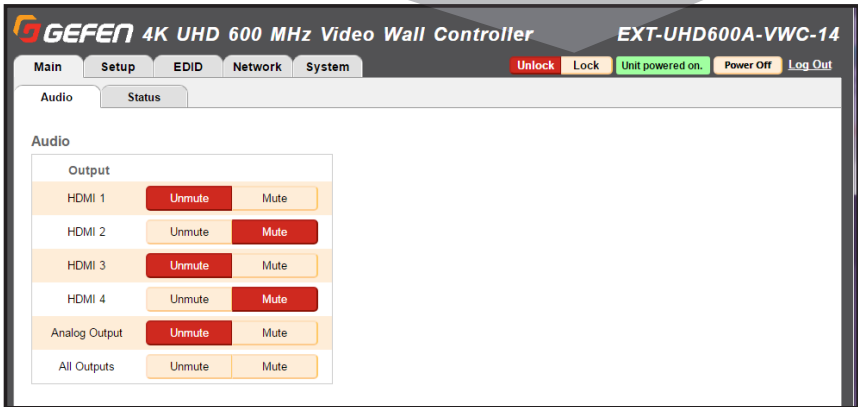 GEFEN 4K UHD 600 MHz Video Wall Controller EXT-UHD600A-VWC-14
Main Setup EDID Network System Unlock Lock Unit powered on. Power Off Log Out
Audio Status
Audio
Output
HDMI 1 Unmute Mute
HDMI 2 Unmute Mute
HDMI 3 Unmute Mute
HDMI 4 Unmute Mute
Analog Output Unmute Mute
All Outputs Unmute Mute